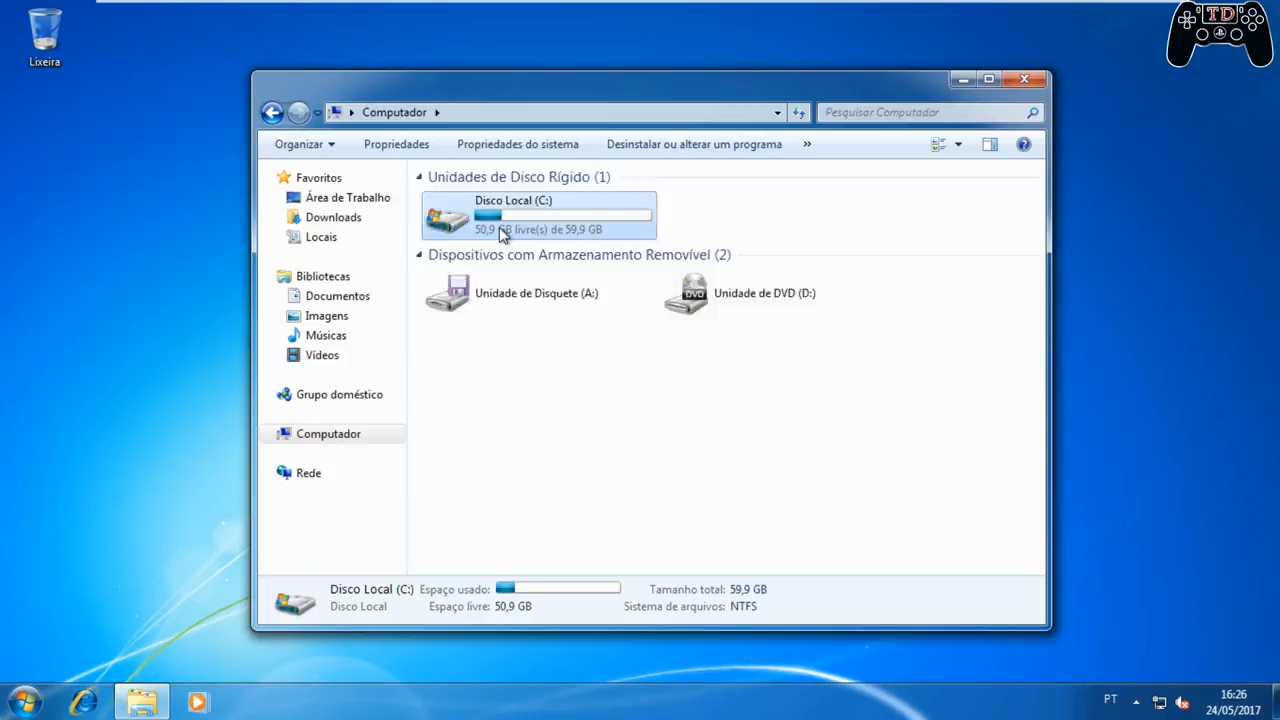 TD
Lixeira
Computador
Pesquisar Computador
Organizar
Propriedades
Propriedades do sistema
Desinstalar ou alterar um programa
»
Favoritos
Área de Trabalho
Downloads
Locais
Bibliotecas
Documentos
Imagens
Músicas
Vídeos
Grupo doméstico
Computador
Rede
Unidades de Disco Rígido (1)
Disco Local (C:)
50,9 GB livre(s) de 59,9 GB
Dispositivos com Armazenamento Removível (2)
Unidade de Disquete (A:)
DVD
Unidade de DVD (D:)
Disco Local (C:) Espaço usado: Tamanho total: 59,9 GB
Disco Local Espaço livre: 50,9 GB Sistema de arquivos: NTFS
PT
16:26
24/05/2017